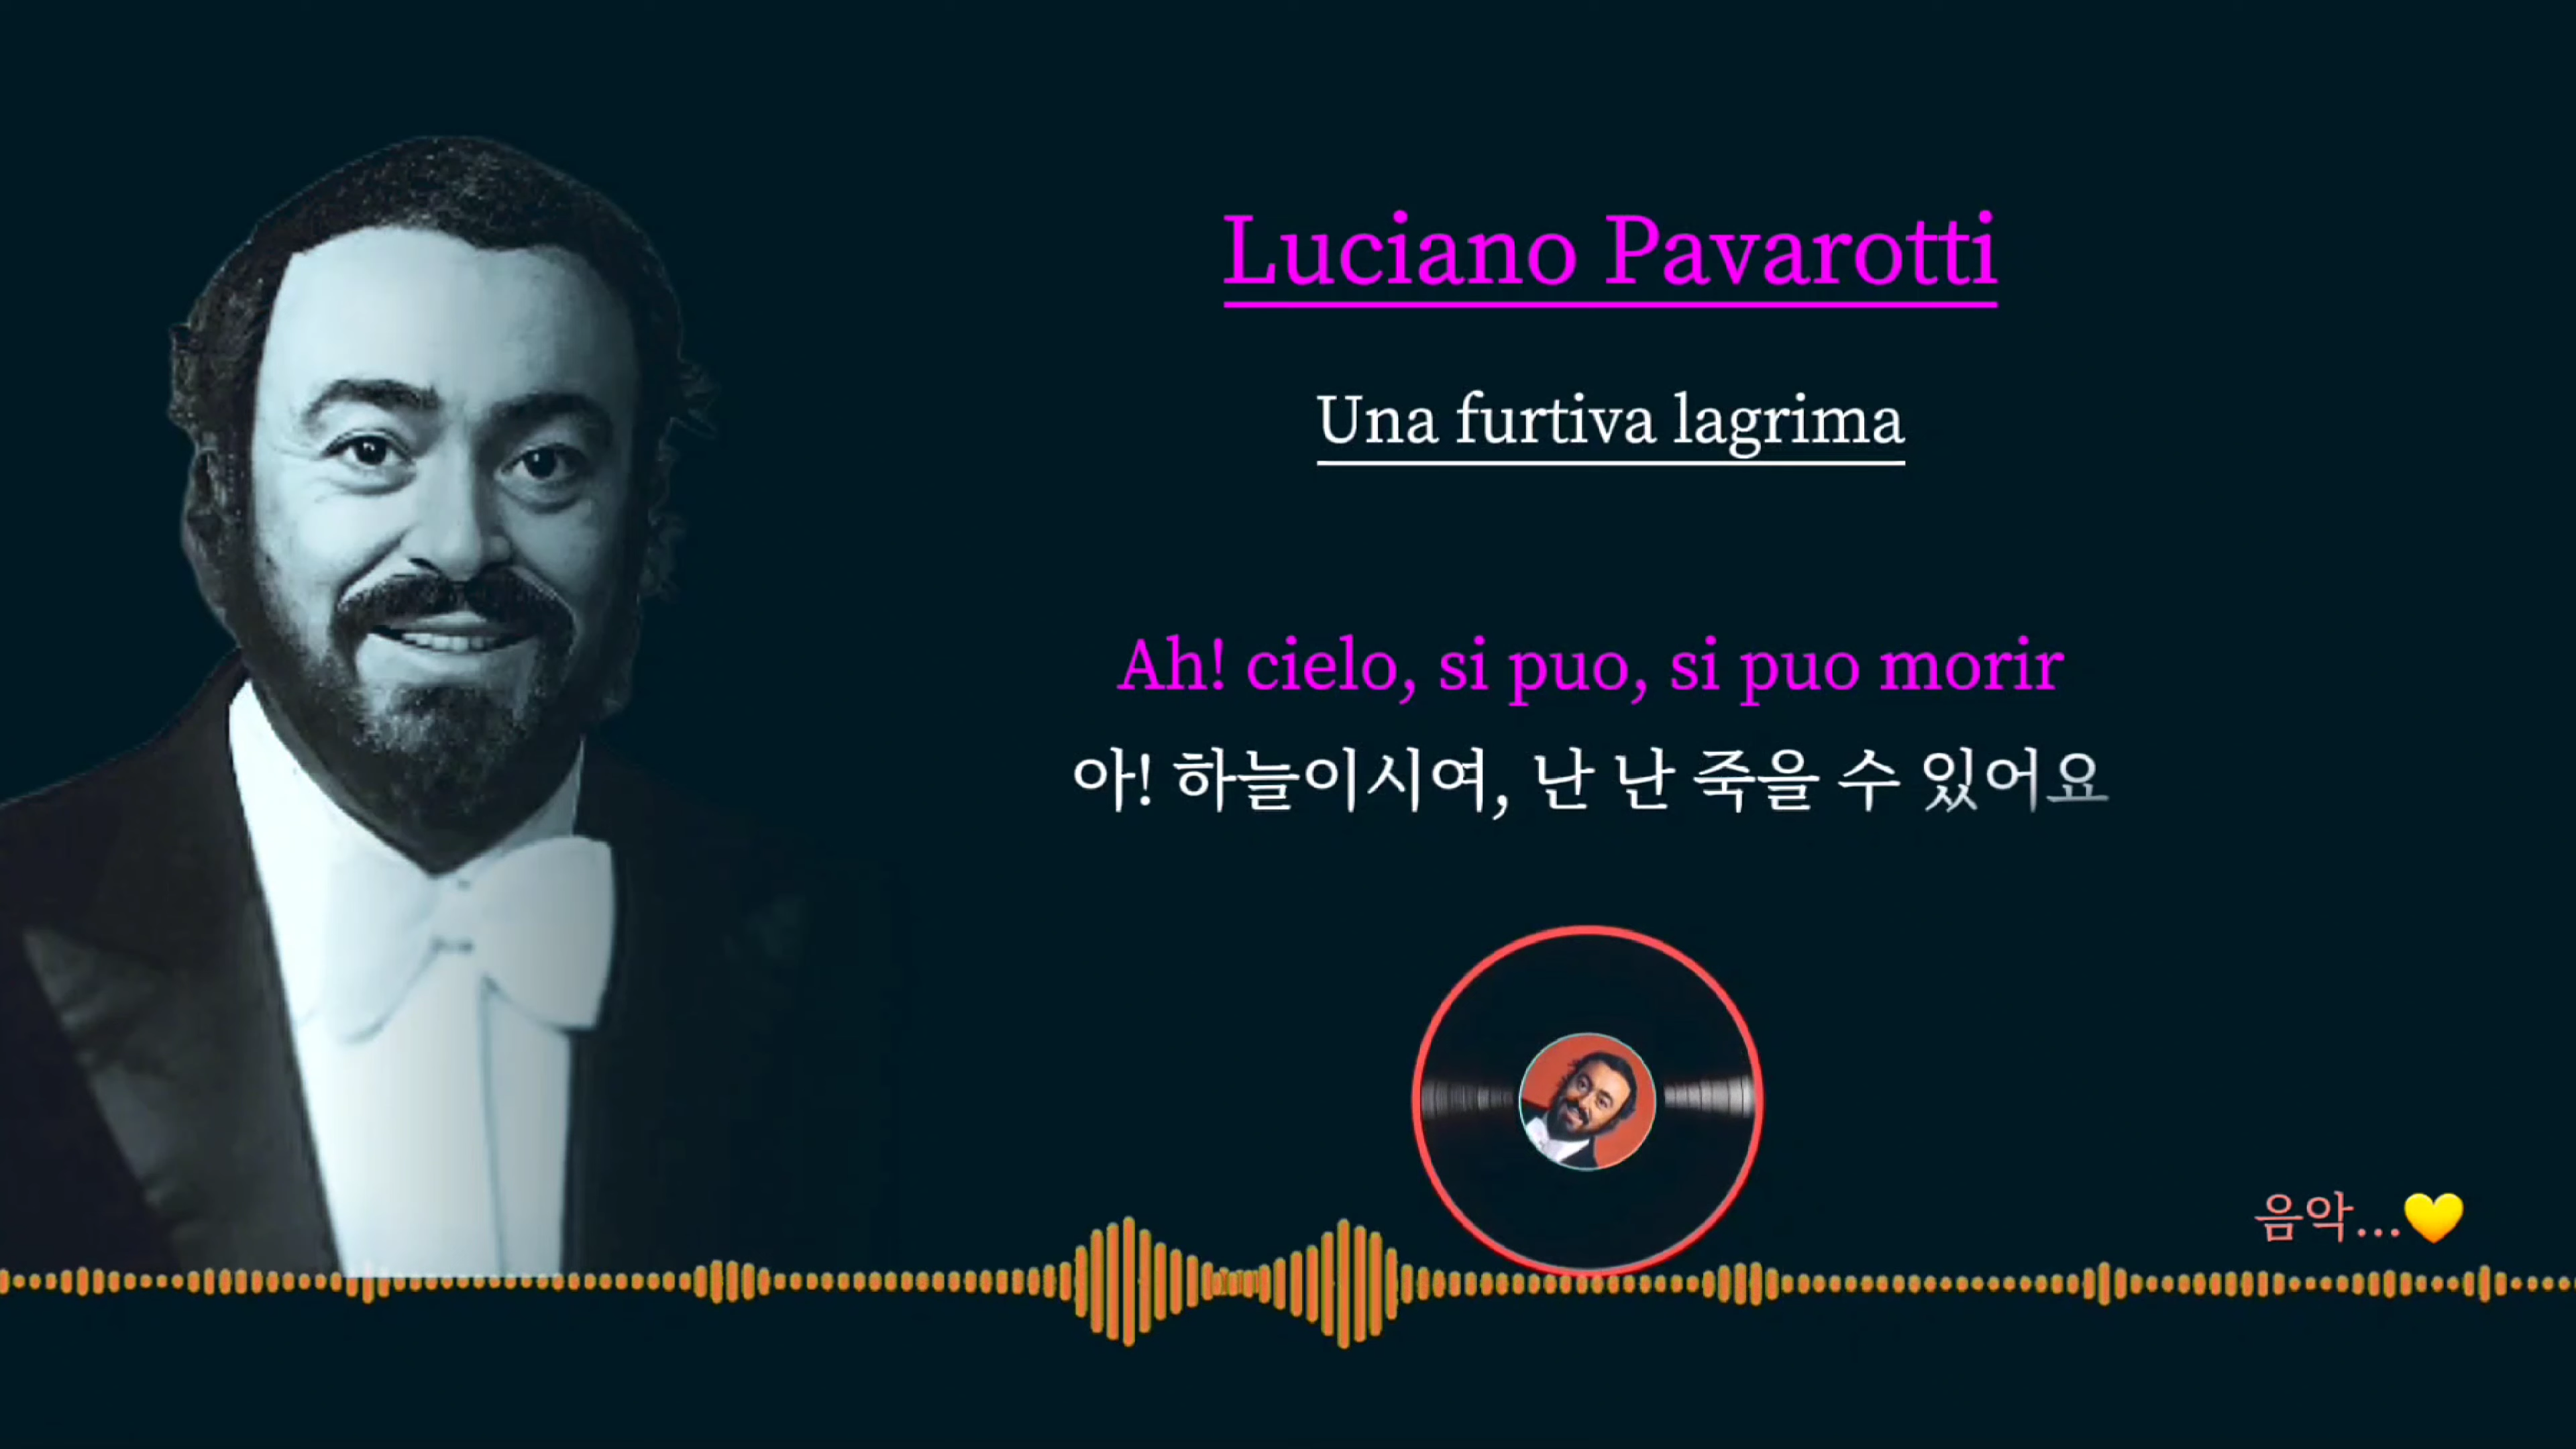 Luciano Pavarotti
Una furtiva lagrima
Ah! cielo, si puo, si puo morir
아! 하늘이시여, 난 난 죽을 수 있어요
음악...💛